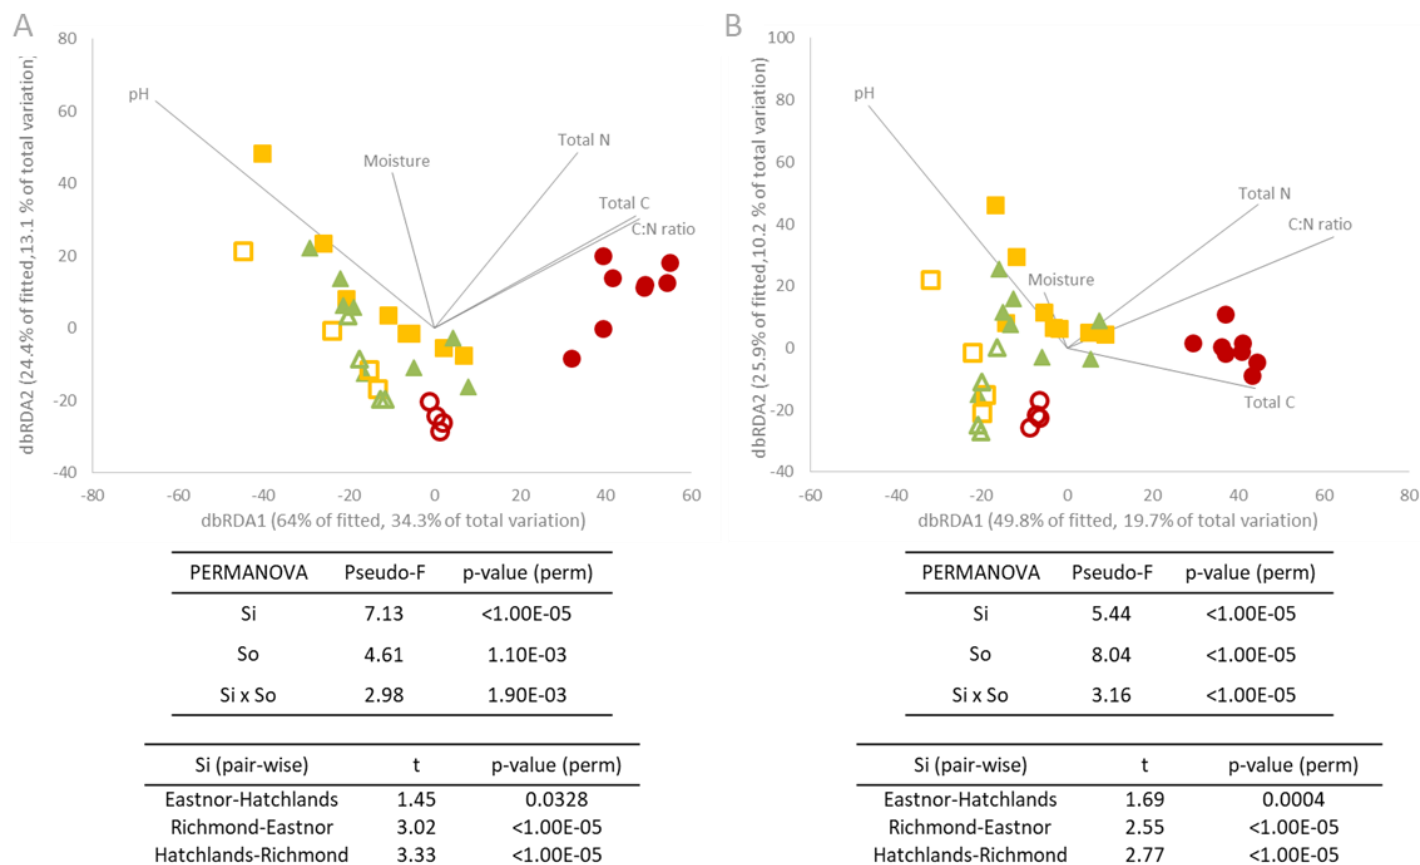 A
80
60
40
20
0
-20
-40
-80 -60 -40 -20 0 20 40 60
dbRDA2 (24.4% of fitted,13.1 % of total variation)
dbRDA1 (64% of fitted, 34.3% of total variation)
pH
Moisture
Total N
Total C
C:N ratio
PERMANOVA Pseudo-F p-value (perm)
Si 7.13 <1.00E-05
So 4.61 1.10E-03
Si x So 2.98 1.90E-03
Si (pair-wise) t p-value (perm)
Eastnor-Hatchlands 1.45 0.0328
Richmond-Eastnor 3.02 <1.00E-05
Hatchlands-Richmond 3.33 <1.00E-05
B
100
80
60
40
20
0
-20
-40
-60 -40 -20 0 20 40 60 80
dbRDA2 (25.9% of fitted,10.2 % of total variation)
dbRDA1 (49.8% of fitted, 19.7% of total variation)
pH
Moisture
Total N
C:N ratio
Total C
PERMANOVA Pseudo-F p-value (perm)
Si 5.44 <1.00E-05
So 8.04 <1.00E-05
Si x So 3.16 <1.00E-05
Si (pair-wise) t p-value (perm)
Eastnor-Hatchlands 1.69 0.0004
Richmond-Eastnor 2.55 <1.00E-05
Hatchlands-Richmond 2.77 <1.00E-05